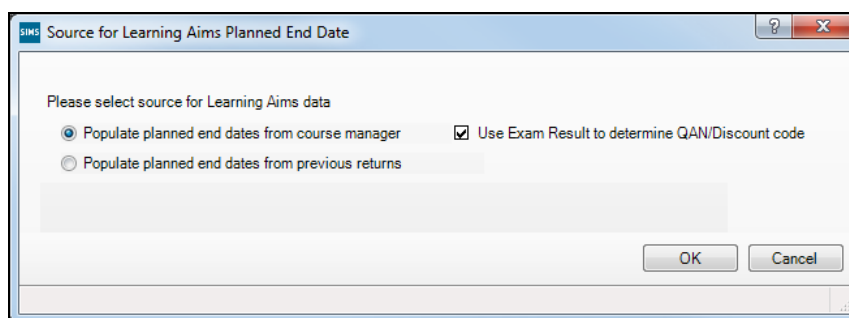 SIMS Source for Learning Aims Planned End Date
Please select source for Learning Aims data
Populate planned end dates from course manager Use Exam Result to determine QAN/Discount code
Populate planned end dates from previous returns
OK Cancel